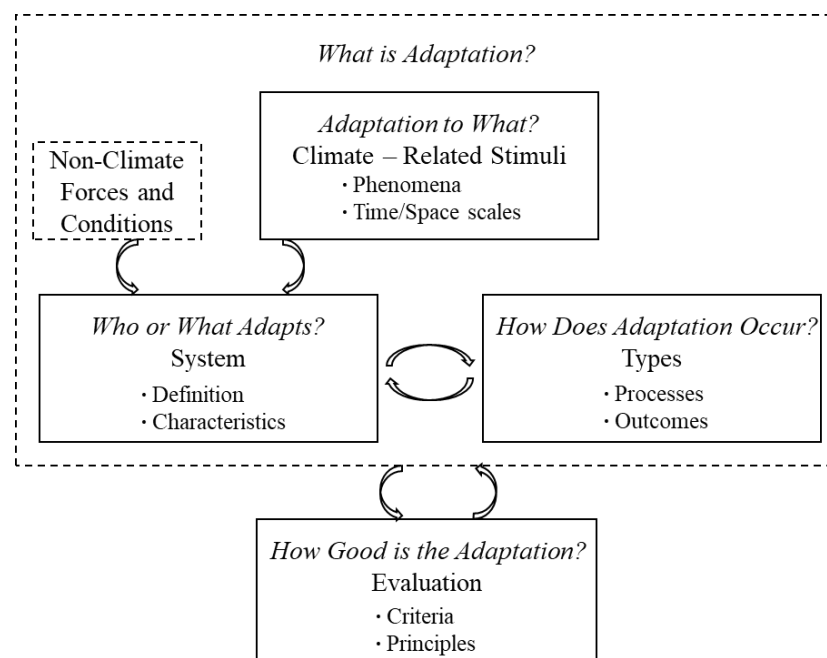 What is Adaptation?
Adaptation to What?
Climate – Related Stimuli
· Phenomena
· Time/Space scales
Non-Climate
Forces and
Conditions
Who or What Adapts?
System
· Definition
· Characteristics
How Does Adaptation Occur?
Types
· Processes
· Outcomes
How Good is the Adaptation?
Evaluation
· Criteria
· Principles